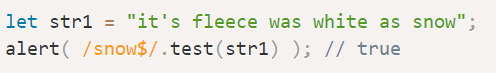 let str1 = "it's fleece was white as snow";
alert( /snow$/.test(str1) ); // true